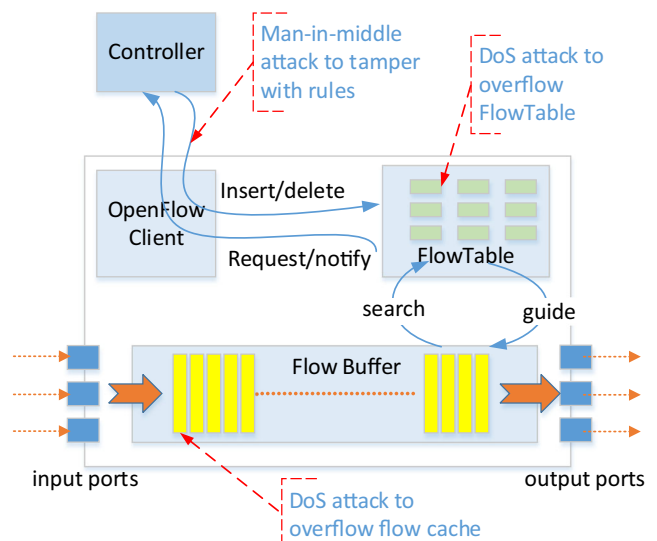 Controller
Man-in-middle
attack to tamper
with rules
DoS attack to
overflow
FlowTable
OpenFlow
Client
Insert/delete
Request/notify
FlowTable
search
guide
Flow Buffer
input ports
output ports
DoS attack to
overflow flow cache